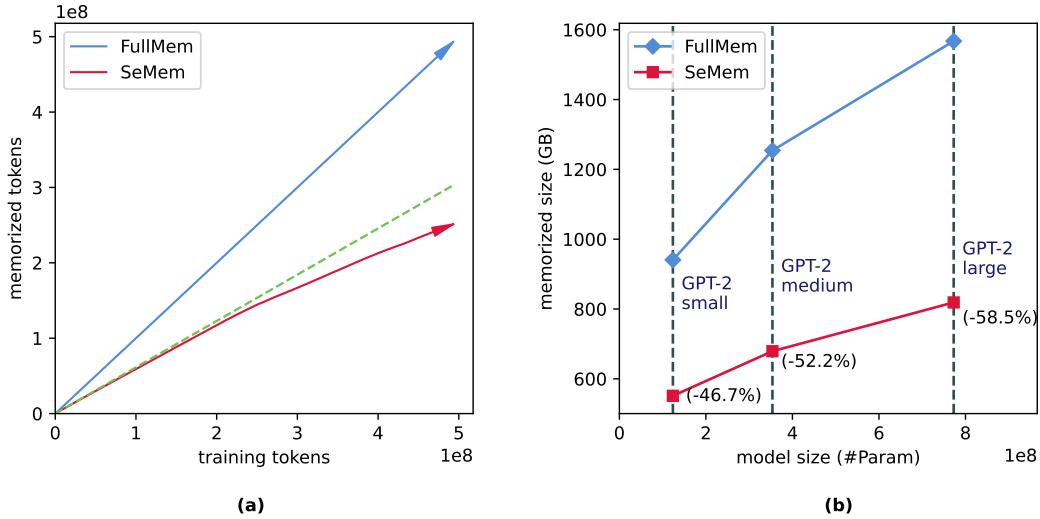 1e8
FullMem
SeMem
5
4
3
2
1
0
memorized tokens
0
1
2
3
4
5
1e8
training tokens
(a)
FullMem
SeMem
1600
1400
1200
1000
800
600
memorized size (GB)
GPT-2
small
GPT-2
medium
GPT-2
large
(-46.7%)
(-52.2%)
(-58.5%)
0
2
4
6
8
1e8
model size (#Param)
(b)